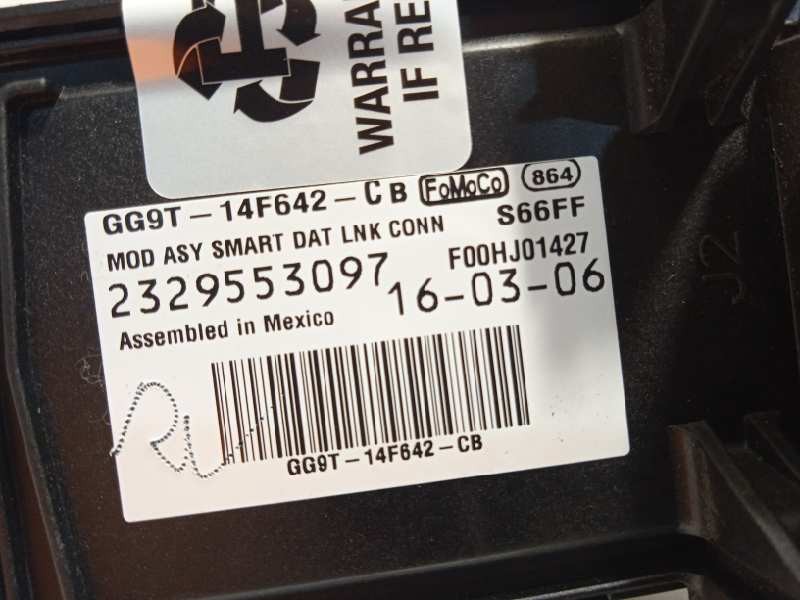 WARRA
IF RE
GG9T-14F642-CB FoMoCo 864
MOD ASY SMART DAT LNK CONN S66FF
2329553097 F00HJ01427
16-03-06
Assembled in Mexico
GG9T-14F642-CB
J2